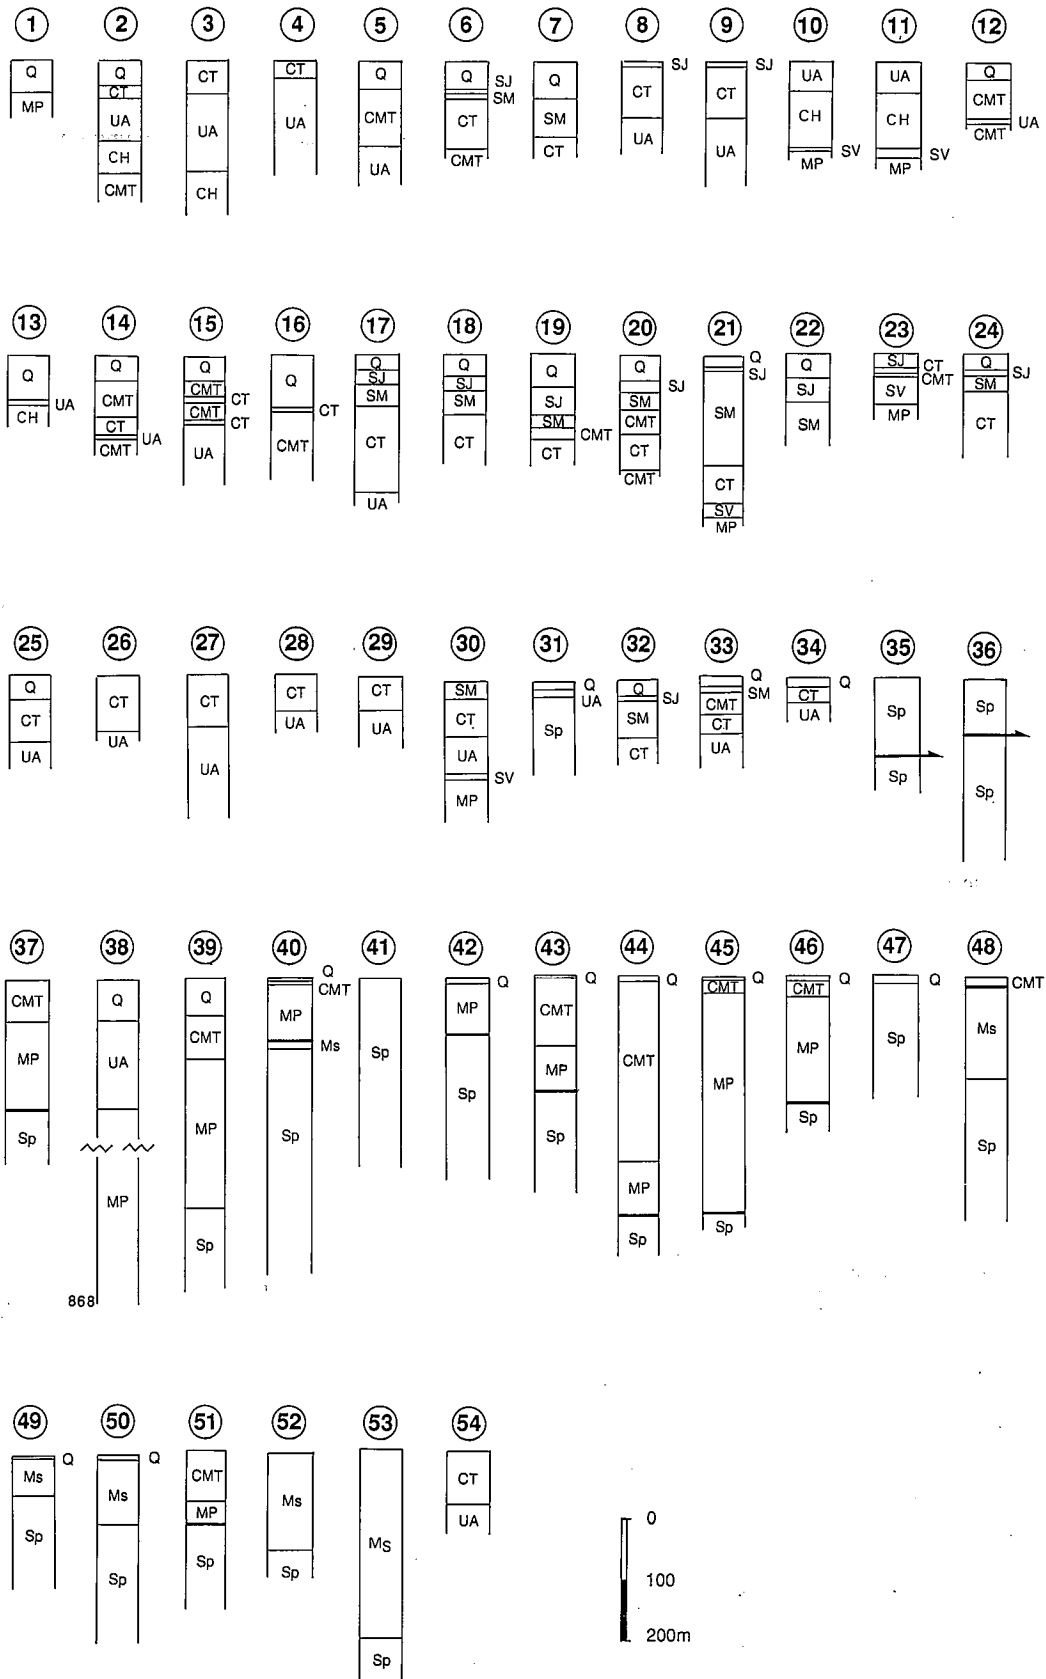 1 2 3 4 5 6 7 8 9 10 11 12
Q
MP
Q
CT
UA
CH
CMT
CT
UA
CH
CT
UA
Q
CMT
UA
Q
SJ
SM
CT
CMT
Q
SM
CT
SJ
CT
UA
SJ
CT
UA
UA
CH
SV
MP
UA
CH
SV
MP
Q
CMT
UA
CMT
13 14 15 16 17 18 19 20 21 22 23 24
Q
UA
CH
Q
CMT
CT
UA
CMT
Q
CMT
CT
CMT
CT
UA
Q
CT
CMT
Q
SJ
SM
CT
UA
Q
SJ
SM
CT
Q
SJ
SM
CMT
CT
Q
SJ
SM
CMT
CT
CMT
Q
SJ
SM
CT
SV
MP
Q
SJ
SM
SJ
CT
CMT
SV
MP
Q
SJ
SM
CT
25 26 27 28 29 30 31 32 33 34 35 36
Q
CT
UA
CT
UA
CT
UA
CT
UA
CT
UA
SM
CT
UA
SV
MP
Q
UA
Sp
Q
SJ
SM
CT
Q
SM
CMT
CT
UA
Q
CT
UA
Sp
Sp
Sp
Sp
37 38 39 40 41 42 43 44 45 46 47 48
CMT
MP
Sp
Q
UA
MP
868
Q
CMT
MP
Sp
Q
CMT
MP
Ms
Sp
Sp
Q
MP
Sp
Q
CMT
MP
Sp
Q
CMT
MP
Sp
Q
CMT
MP
Sp
Q
CMT
MP
Sp
Q
Sp
CMT
Ms
Sp
49 50 51 52 53 54
Q
Ms
Sp
Q
Ms
Sp
CMT
MP
Sp
Ms
Sp
MS
Sp
CT
UA
0
100
200m